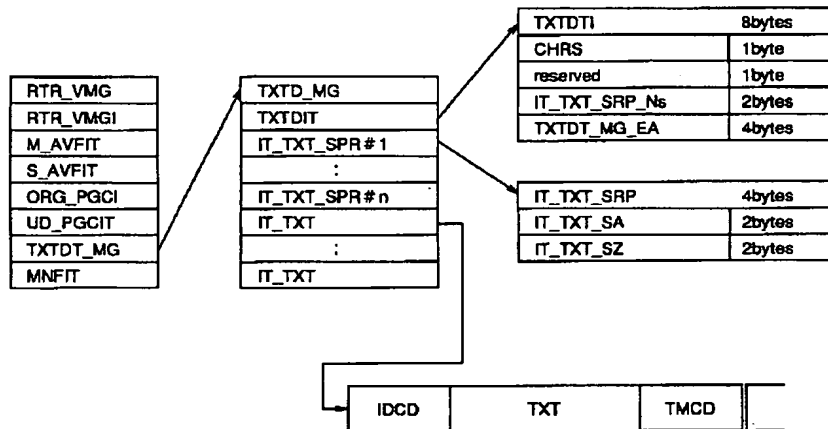 RTR_VMG
RTR_VMGI
M_AVFIT
S_AVFIT
ORG_PGCI
UD_PGCIT
TXTDT_MG
MNFIT
TXTD_MG
TXTDIT
IT_TXT_SPR#1
:
IT_TXT_SPR#n
IT_TXT
:
IT_TXT
TXTDTI 8bytes
CHRS 1byte
reserved 1byte
IT_TXT_SRP_Ns 2bytes
TXTDT_MG_EA 4bytes
IT_TXT_SRP 4bytes
IT_TXT_SA 2bytes
IT_TXT_SZ 2bytes
IDCD TXT TMCD